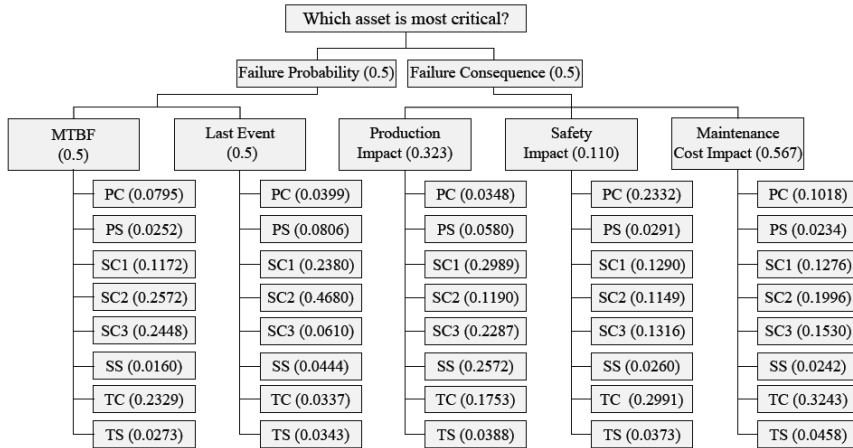 Which asset is most critical?
Failure Probability (0.5)
Failure Consequence (0.5)
MTBF
(0.5)
Last Event
(0.5)
Production
Impact (0.323)
Safety
Impact (0.110)
Maintenance
Cost Impact (0.567)
PC (0.0795)
PS (0.0252)
SC1 (0.1172)
SC2 (0.2572)
SC3 (0.2448)
SS (0.0160)
TC (0.2329)
TS (0.0273)
PC (0.0399)
PS (0.0806)
SC1 (0.2380)
SC2 (0.4680)
SC3 (0.0610)
SS (0.0444)
TC (0.0337)
TS (0.0343)
PC (0.0348)
PS (0.0580)
SC1 (0.2989)
SC2 (0.1190)
SC3 (0.2287)
SS (0.2572)
TC (0.1753)
TS (0.0388)
PC (0.2332)
PS (0.0291)
SC1 (0.1290)
SC2 (0.1149)
SC3 (0.1316)
SS (0.0260)
TC (0.2991)
TS (0.0373)
PC (0.1018)
PS (0.0234)
SC1 (0.1276)
SC2 (0.1996)
SC3 (0.1530)
SS (0.0242)
TC (0.3243)
TS (0.0458)